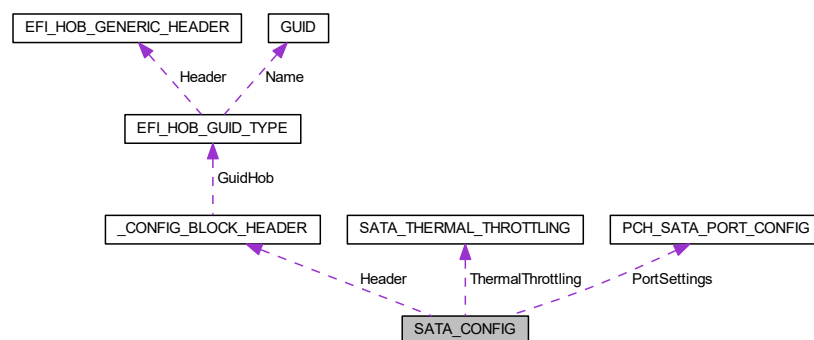 EFI_HOB_GENERIC_HEADER
GUID
Header
Name
EFI_HOB_GUID_TYPE
GuidHob
_CONFIG_BLOCK_HEADER
SATA_THERMAL_THROTTLING
PCH_SATA_PORT_CONFIG
Header
ThermalThrottling
PortSettings
SATA_CONFIG